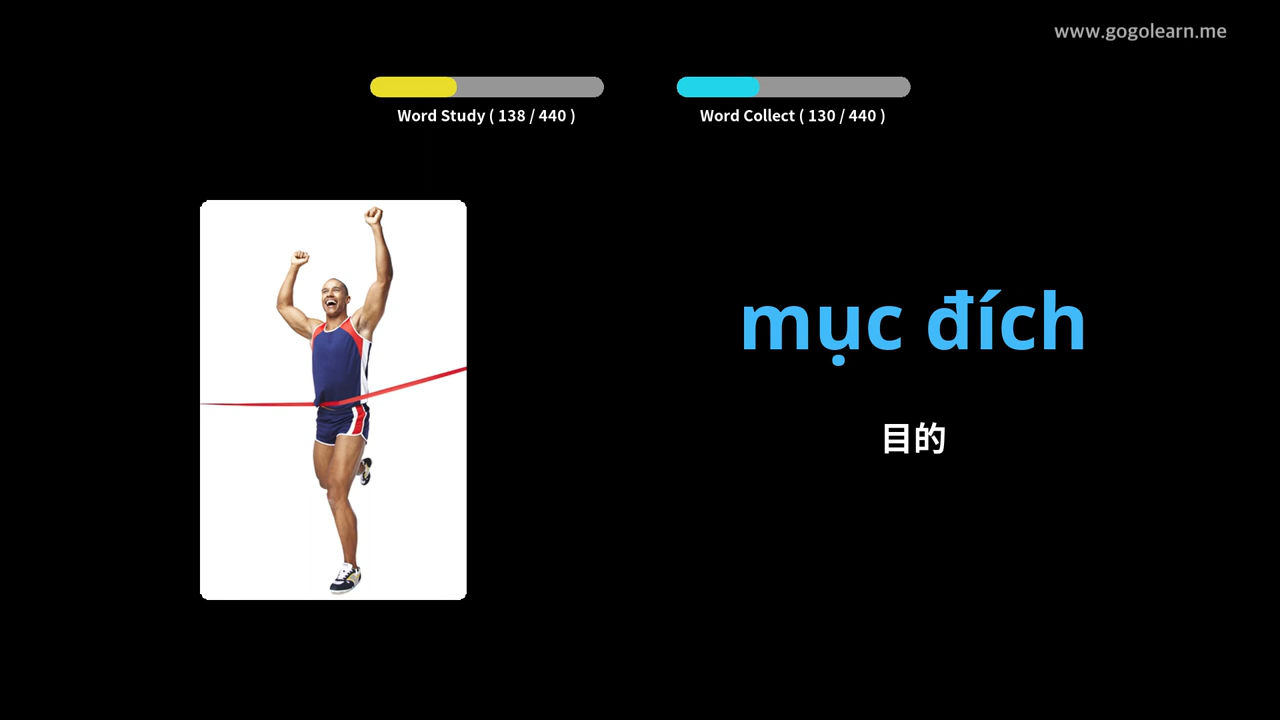 www.gogolearn.me
Word Study ( 138 / 440 )
Word Collect ( 130 / 440 )
mục đích
目的